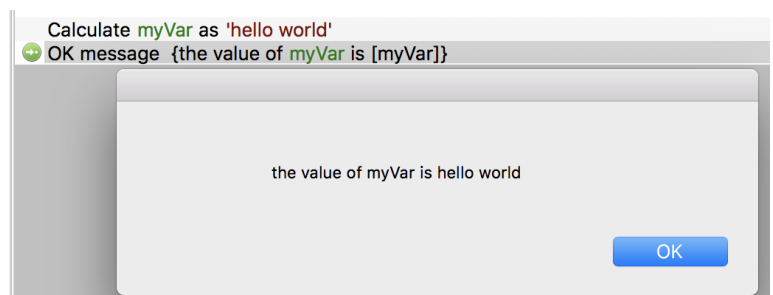 Calculate myVar as 'hello world'
OK message {the value of myVar is [myVar]}
the value of myVar is hello world
OK